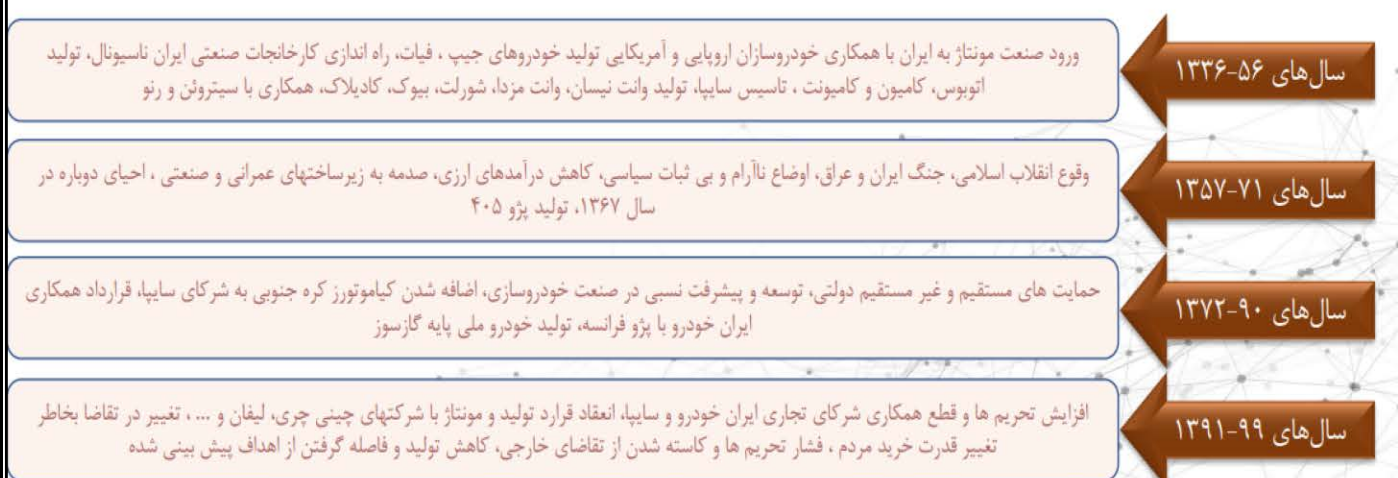 سال‌های ۵۶-۱۳۳۶
ورود صنعت مونتاژ به ایران با همکاری خودروسازان اروپایی و آمریکایی تولید خودروهای جیپ ، فیات، راه اندازی کارخانجات صنعتی ایران ناسیونال، تولید
اتوبوس، کامیون و کامیونت ، تاسیس سایپا، تولید وانت نیسان، وانت مزدا، شورلت، بیوک، کادیلاک، همکاری با سیتروئن و رنو
سال‌های ۷۱-۱۳۵۷
وقوع انقلاب اسلامی، جنگ ایران و عراق، اوضاع ناآرام و بی ثبات سیاسی، کاهش درآمدهای ارزی، صدمه به زیرساختهای عمرانی و صنعتی ، احیای دوباره در
سال ۱۳۶۷، تولید پژو ۴۰۵
سال‌های ۹۰-۱۳۷۲
حمایت های مستقیم و غیر مستقیم دولتی، توسعه و پیشرفت نسبی در صنعت خودروسازی، اضافه شدن کیاموتورز کره جنوبی به شرکای سایپا، قرارداد همکاری
ایران خودرو با پژو فرانسه، تولید خودرو ملی پایه گازسوز
سال‌های ۹۹-۱۳۹۱
افزایش تحریم ها و قطع همکاری شرکای تجاری ایران خودرو و سایپا، انعقاد قرارد تولید و مونتاژ با شرکتهای چینی چری، لیفان و ... ، تغییر در تقاضا بخاطر
تغییر قدرت خرید مردم ، فشار تحریم ها و کاسته شدن از تقاضای خارجی، کاهش تولید و فاصله گرفتن از اهداف پیش بینی شده